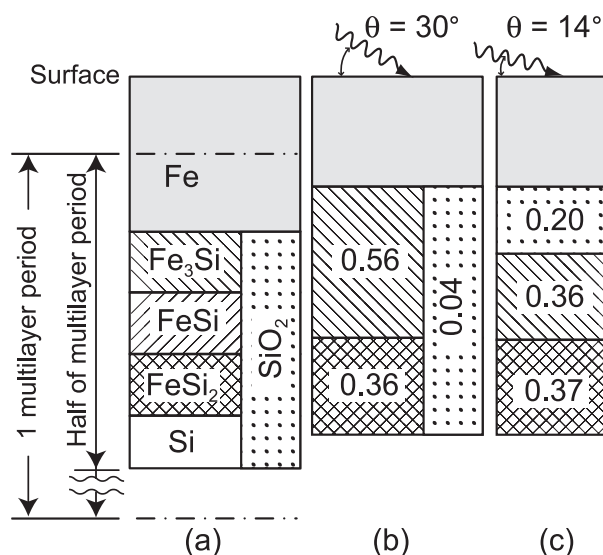 θ = 30°
θ = 14°
Surface
1 multilayer period
Half of multilayer period
Fe
Fe₃Si
FeSi
FeSi₂
Si
SiO₂
0.56
0.36
0.04
0.20
0.36
0.37
(a)
(b)
(c)